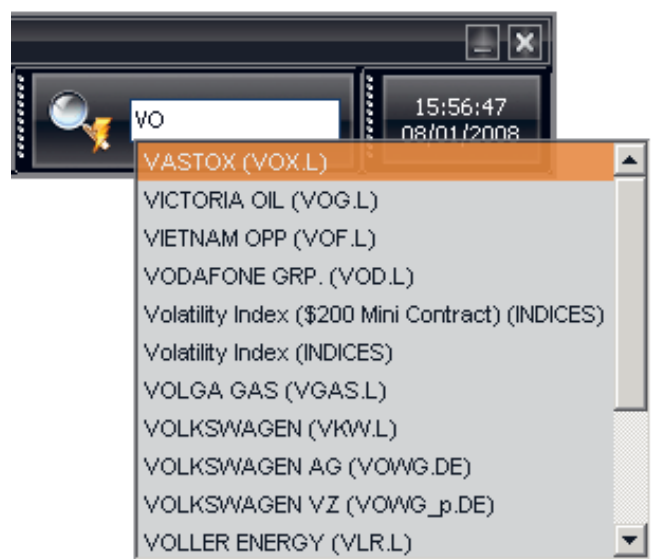 VO
15:56:47
08/01/2008
VASTOX (VOX.L)
VICTORIA OIL (VOG.L)
VIETNAM OPP (VOF.L)
VODAFONE GRP. (VOD.L)
Volatility Index ($200 Mini Contract) (INDICES)
Volatility Index (INDICES)
VOLGA GAS (VGAS.L)
VOLKSWAGEN (VKW.L)
VOLKSWAGEN AG (VOWG.DE)
VOLKSWAGEN VZ (VOWG_p.DE)
VOLLER ENERGY (VLR.L)